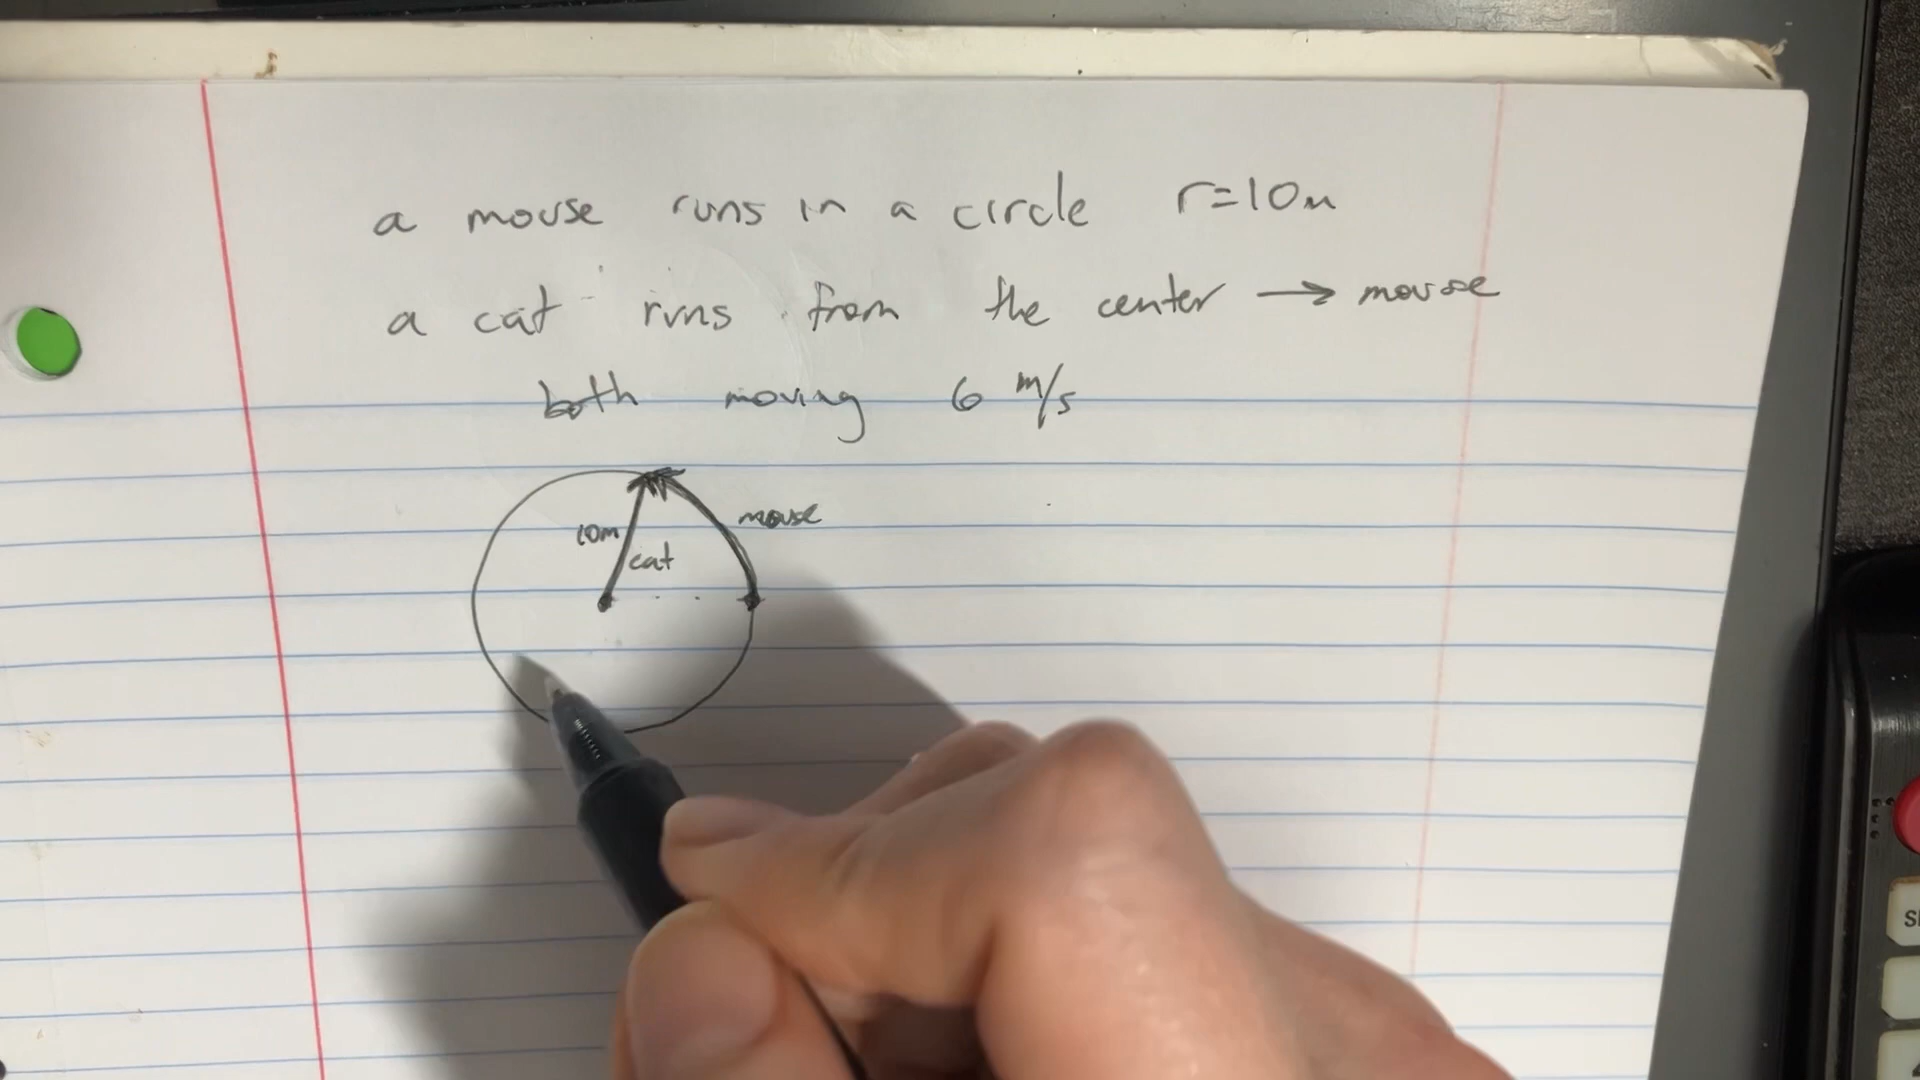 a mouse runs in a circle r=10m
a cat runs from the center → mouse
both moving 6 m/s
mouse
10m
cat